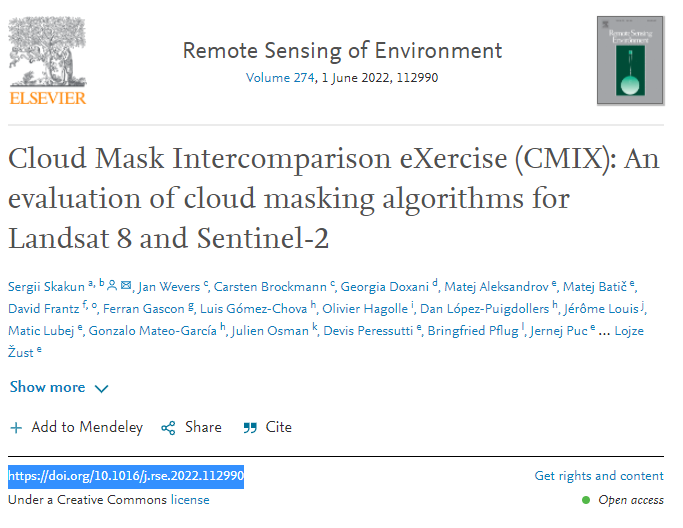 ELSEVIER
Remote Sensing of Environment
Volume 274, 1 June 2022, 112990
Remote Sensing
Environment
Cloud Mask Intercomparison eXercise (CMIX): An
evaluation of cloud masking algorithms for
Landsat 8 and Sentinel-2
Sergii Skakun a, b, Jan Wevers c, Carsten Brockmann c, Georgia Doxani d, Matej Aleksandrov e, Matej Batič e,
David Frantz f, o, Ferran Gascon g, Luis Gómez-Chova h, Olivier Hagolle i, Dan López-Puigdollers h, Jérôme Louis j,
Matic Lubej e, Gonzalo Mateo-García h, Julien Osman k, Devis Peressutti e, Bringfried Pflug l, Jernej Puc e … Lojze
Žust e
Show more
Add to Mendeley Share Cite
https://doi.org/10.1016/j.rse.2022.112990 Get rights and content
Under a Creative Commons license Open access